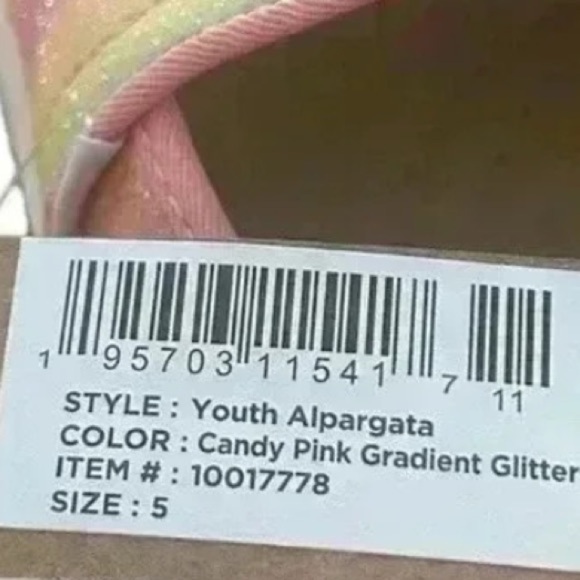 1 95703 11541 7 11
STYLE : Youth Alpargata
COLOR : Candy Pink Gradient Glitter
ITEM # : 10017778
SIZE : 5